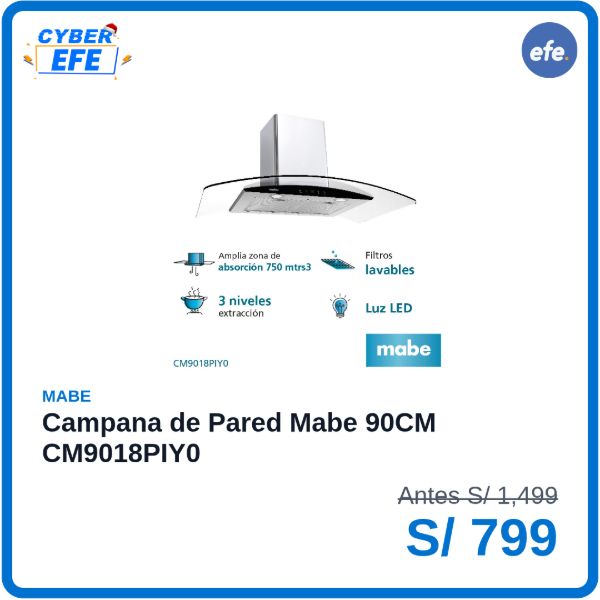 CYBER
EFE
efe.
Amplia zona de
absorción 750 mtrs3
Filtros
lavables
3 niveles
extracción
Luz LED
mabe
CM9018PIY0
MABE
Campana de Pared Mabe 90CM
CM9018PIY0
Antes S/ 1,499
S/ 799